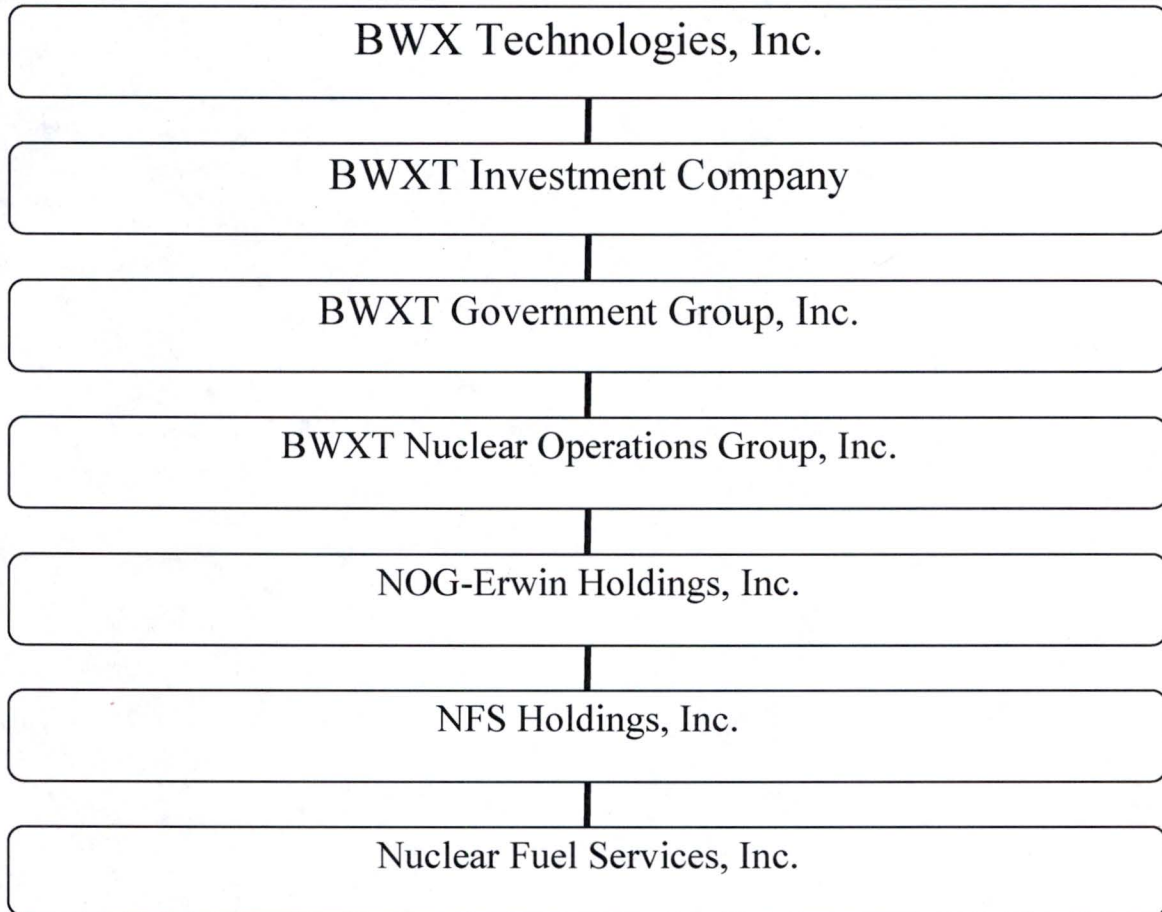 BWX Technologies, Inc.
BWXT Investment Company
BWXT Government Group, Inc.
BWXT Nuclear Operations Group, Inc.
NOG-Erwin Holdings, Inc.
NFS Holdings, Inc.
Nuclear Fuel Services, Inc.